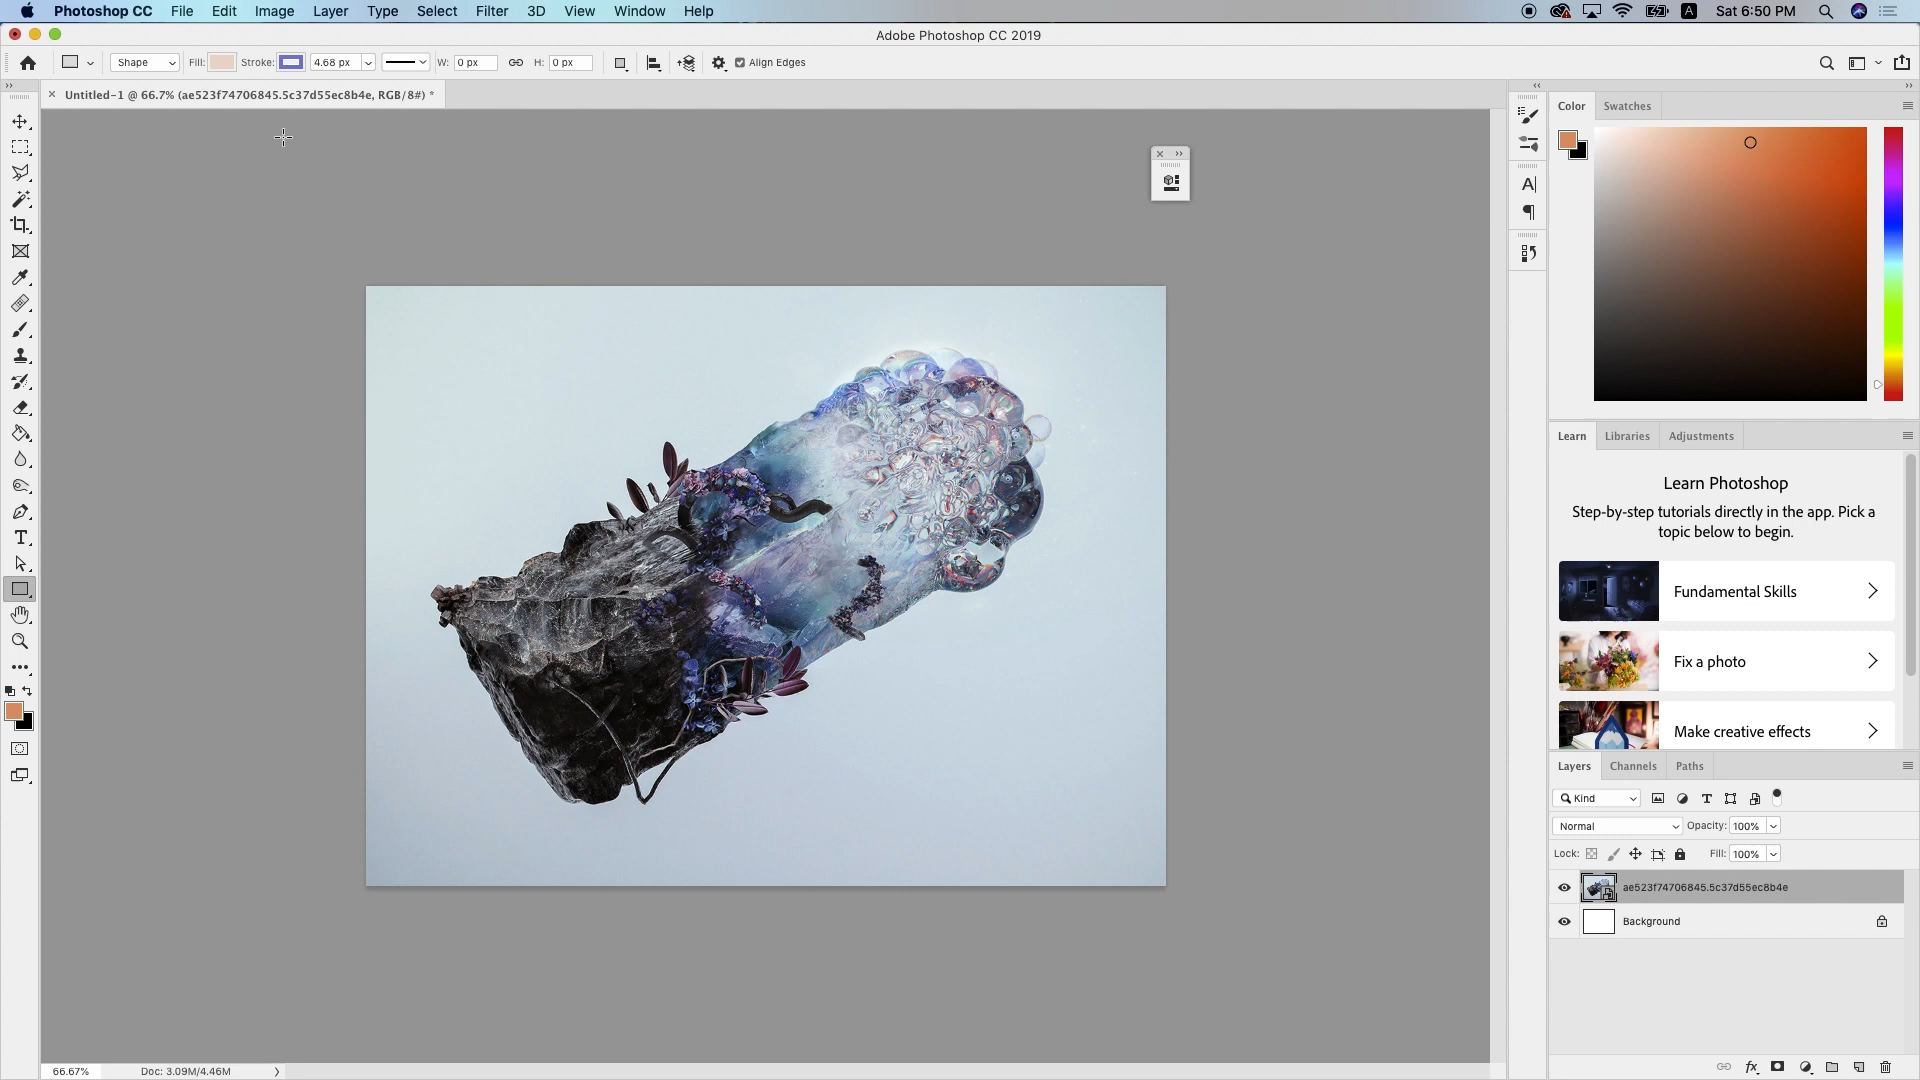 Photoshop CC File Edit Image Layer Type Select Filter 3D View Window Help A Sat 6:50 PM
Adobe Photoshop CC 2019
Shape Fill: Stroke: 4.68 px W: 0 px H: 0 px Align Edges
Untitled-1 @ 66.7% (ae523f74706845.5c37d55ec8b4e, RGB/8#) *
Color Swatches
Learn Libraries Adjustments
Learn Photoshop
Step-by-step tutorials directly in the app. Pick a
topic below to begin.
Fundamental Skills
Fix a photo
Make creative effects
Layers Channels Paths
Kind
Normal Opacity: 100%
Lock: Fill: 100%
ae523f74706845.5c37d55ec8b4e
Background
66.67% Doc: 3.09M/4.46M